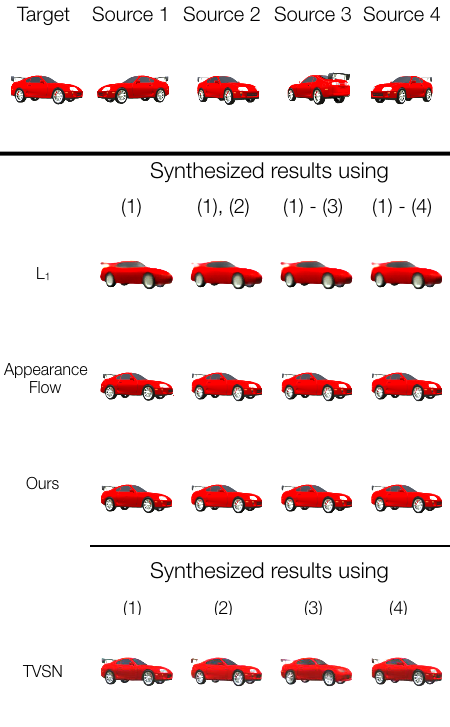 Target Source 1 Source 2 Source 3 Source 4
Synthesized results using
(1) (1), (2) (1) - (3) (1) - (4)
L₁
Appearance
Flow
Ours
Synthesized results using
(1) (2) (3) (4)
TVSN